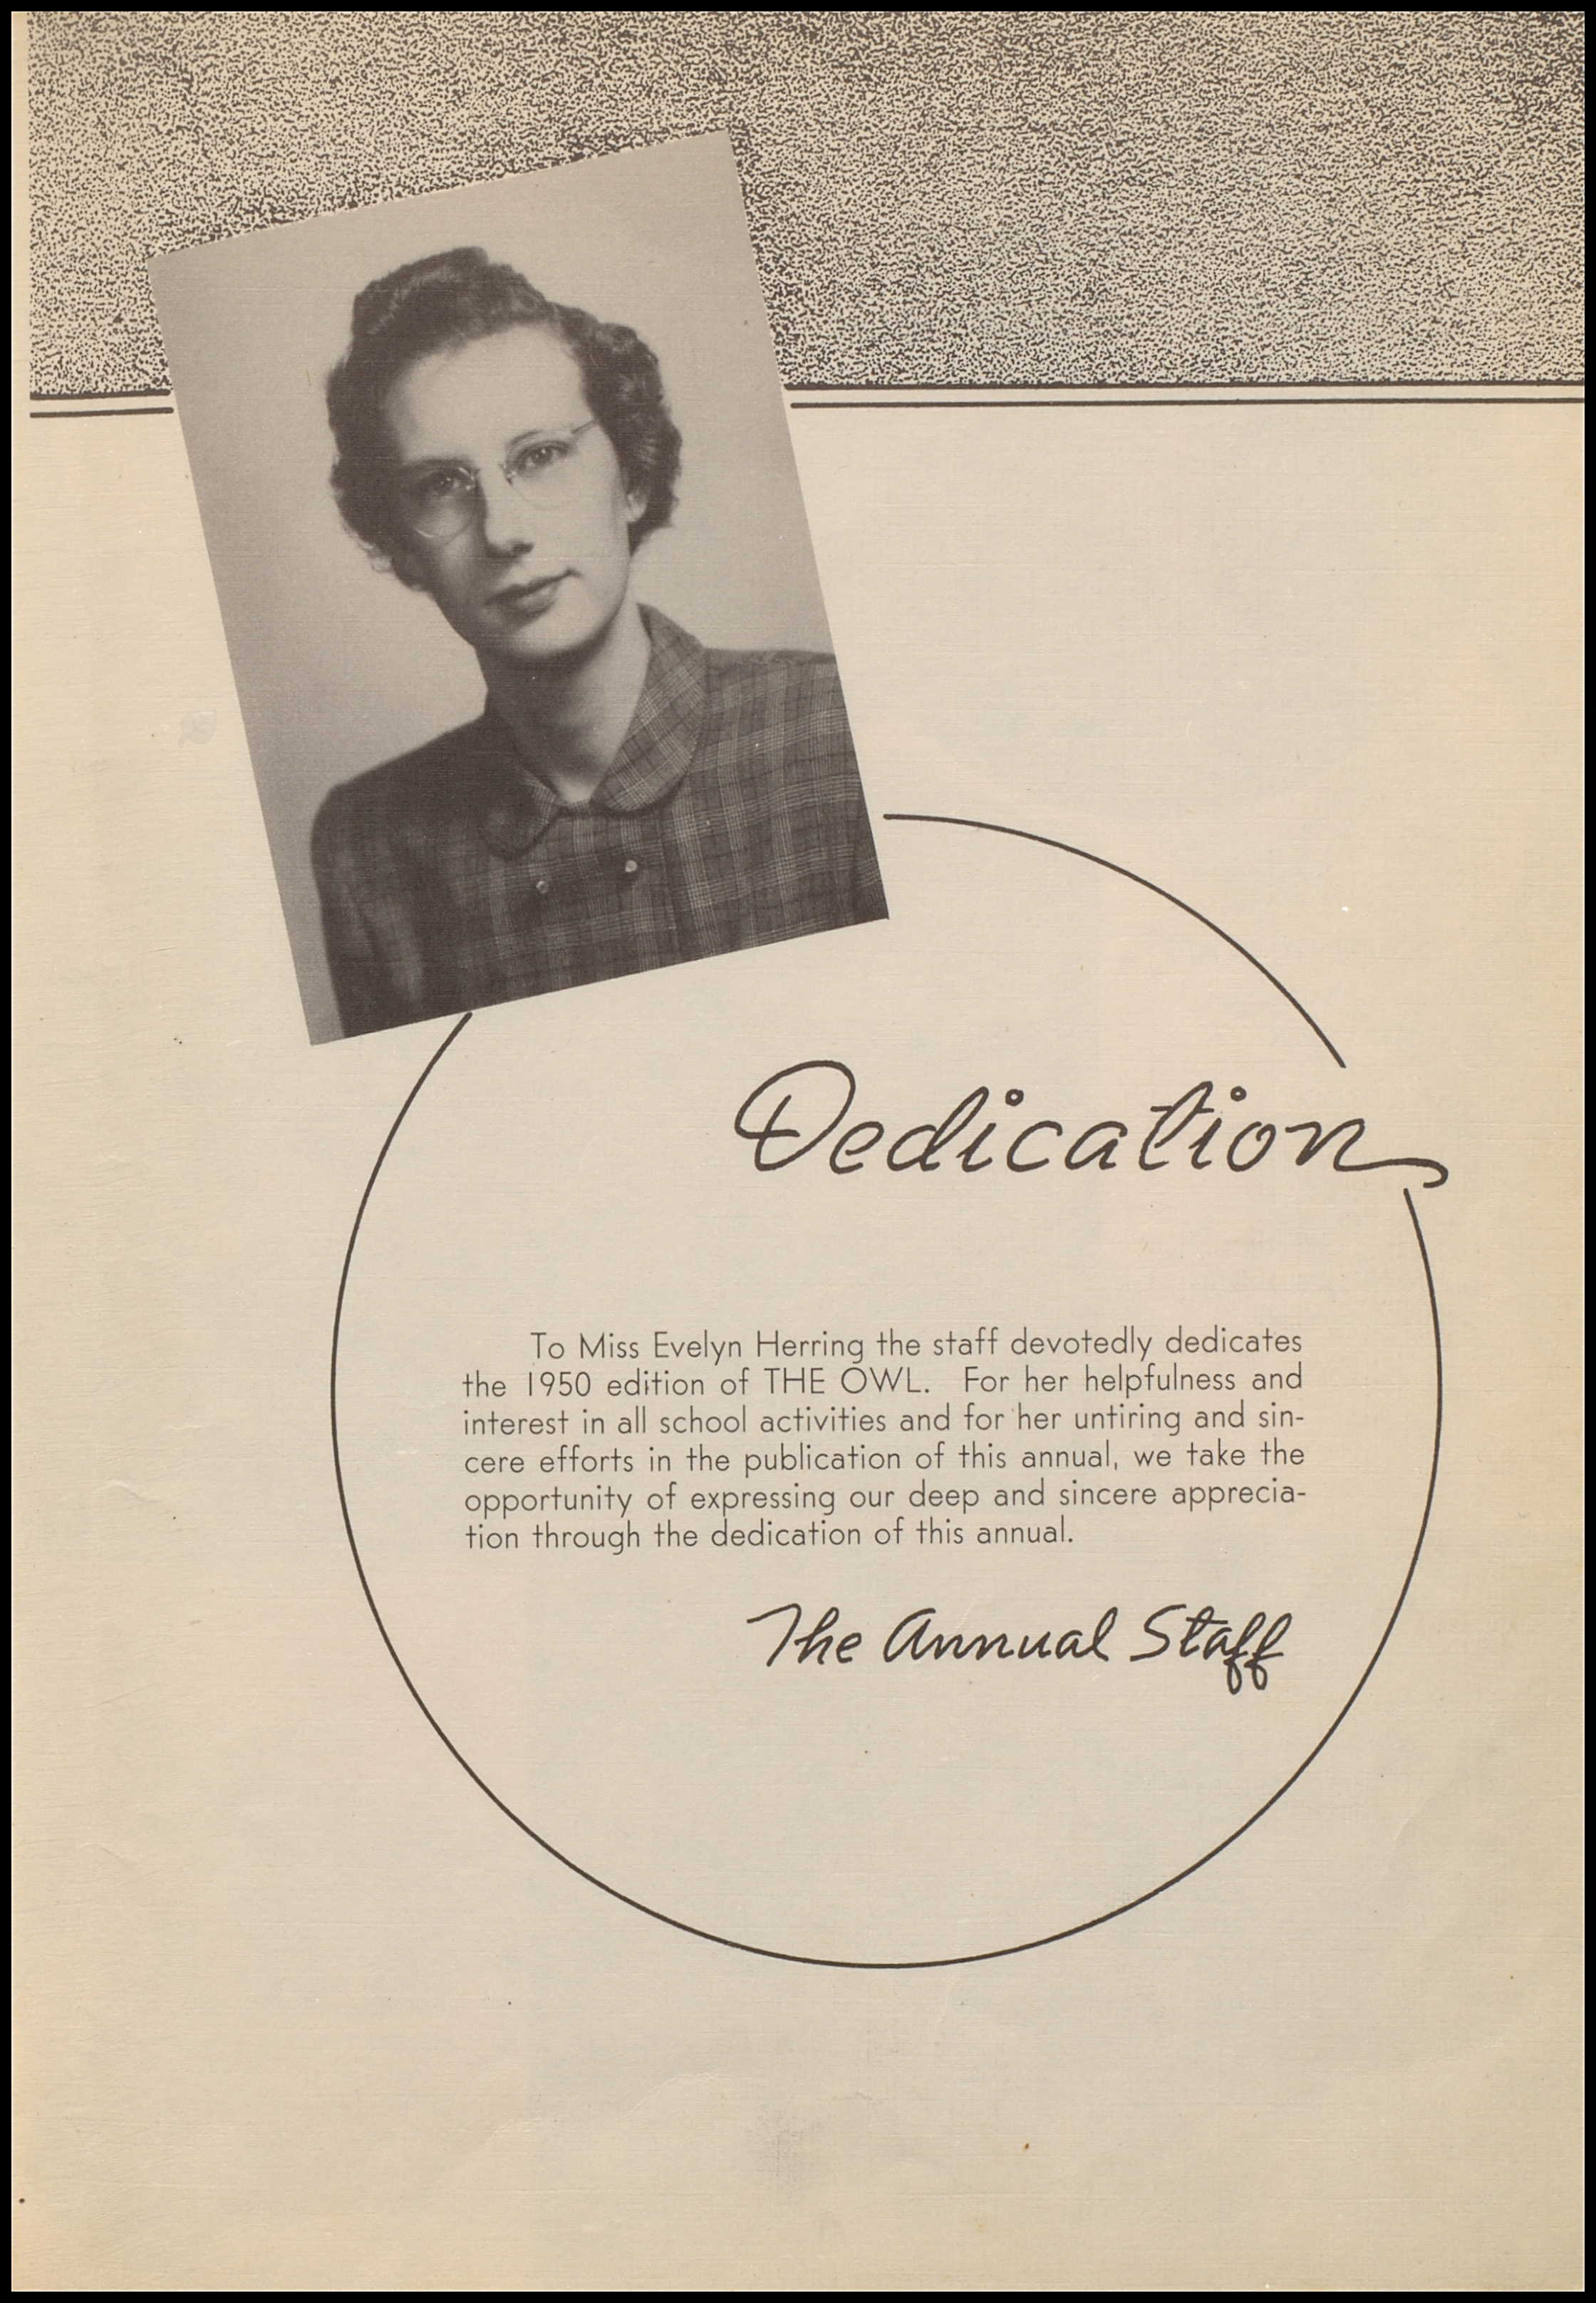 Dedication
To Miss Evelyn Herring the staff devotedly dedicates
the 1950 edition of THE OWL. For her helpfulness and
interest in all school activities and for her untiring and sin-
cere efforts in the publication of this annual, we take the
opportunity of expressing our deep and sincere apprecia-
tion through the dedication of this annual.
The Annual Staff